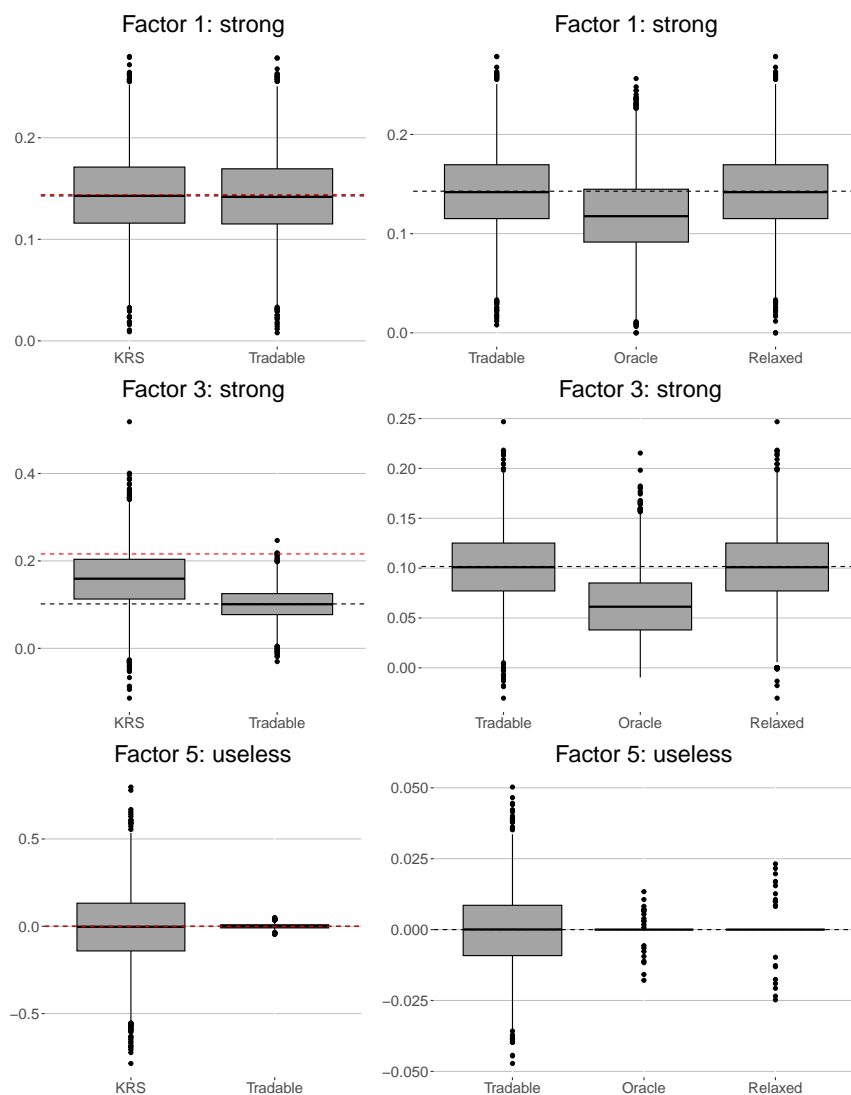 Factor 1: strong
0.2
0.1
0.0
KRS Tradable
Factor 1: strong
0.2
0.1
0.0
Tradable Oracle Relaxed
Factor 3: strong
0.4
0.2
0.0
KRS Tradable
Factor 3: strong
0.25
0.20
0.15
0.10
0.05
0.00
Tradable Oracle Relaxed
Factor 5: useless
0.5
0.0
−0.5
KRS Tradable
Factor 5: useless
0.050
0.025
0.000
−0.025
−0.050
Tradable Oracle Relaxed